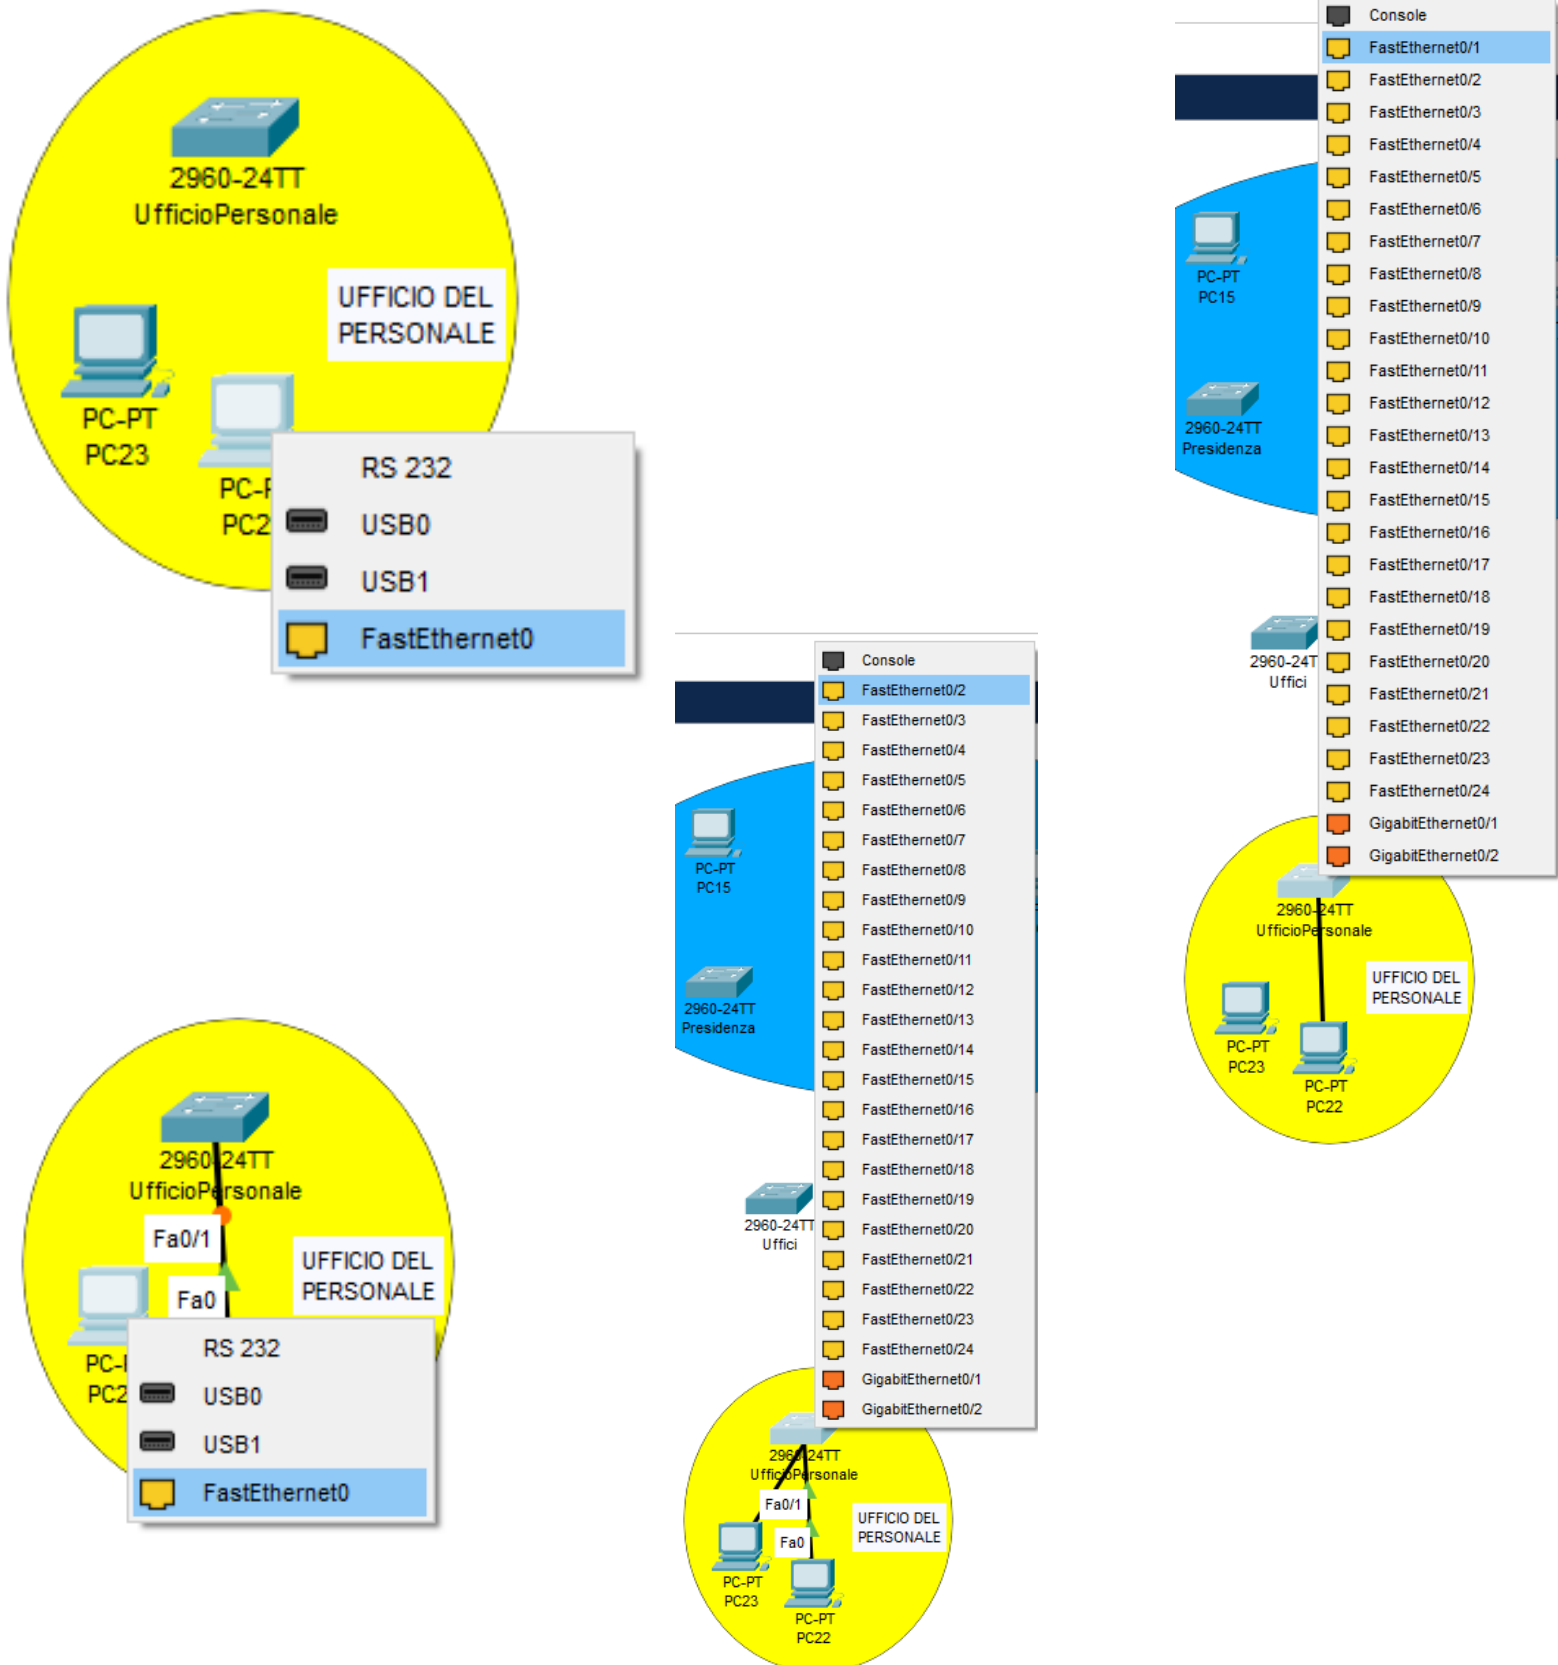 2960-24TT
UfficioPersonale
UFFICIO DEL
PERSONALE
PC-PT
PC23
RS 232
USB0
USB1
FastEthernet0
Console
FastEthernet0/1
FastEthernet0/2
FastEthernet0/3
FastEthernet0/4
FastEthernet0/5
FastEthernet0/6
FastEthernet0/7
FastEthernet0/8
FastEthernet0/9
FastEthernet0/10
FastEthernet0/11
FastEthernet0/12
FastEthernet0/13
FastEthernet0/14
FastEthernet0/15
FastEthernet0/16
FastEthernet0/17
FastEthernet0/18
FastEthernet0/19
FastEthernet0/20
FastEthernet0/21
FastEthernet0/22
FastEthernet0/23
FastEthernet0/24
GigabitEthernet0/1
GigabitEthernet0/2
PC-PT
PC15
2960-24TT
Presidenza
2960-24T
Uffici
2960-24TT
UfficioPersonale
UFFICIO DEL
PERSONALE
PC-PT
PC23
PC-PT
PC22
Console
FastEthernet0/2
FastEthernet0/3
FastEthernet0/4
FastEthernet0/5
FastEthernet0/6
FastEthernet0/7
FastEthernet0/8
FastEthernet0/9
FastEthernet0/10
FastEthernet0/11
FastEthernet0/12
FastEthernet0/13
FastEthernet0/14
FastEthernet0/15
FastEthernet0/16
FastEthernet0/17
FastEthernet0/18
FastEthernet0/19
FastEthernet0/20
FastEthernet0/21
FastEthernet0/22
FastEthernet0/23
FastEthernet0/24
GigabitEthernet0/1
GigabitEthernet0/2
PC-PT
PC15
2960-24TT
Presidenza
2960-24TT
Uffici
2960-24TT
UfficioPersonale
Fa0/1
Fa0
UFFICIO DEL
PERSONALE
PC-PT
PC23
PC-PT
PC22
2960-24TT
UfficioPersonale
Fa0/1
Fa0
UFFICIO DEL
PERSONALE
RS 232
USB0
USB1
FastEthernet0